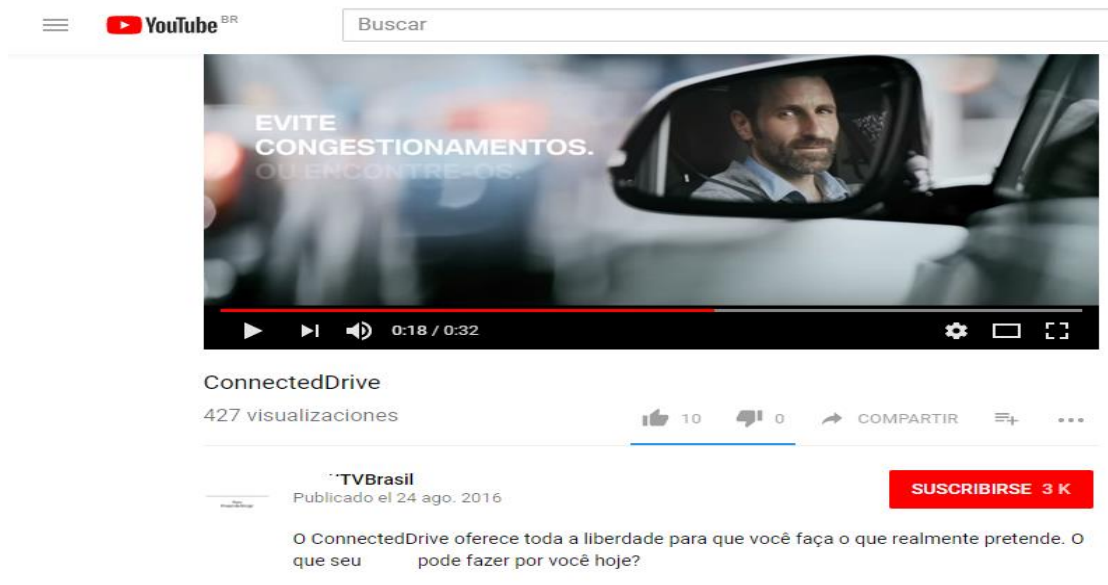 YouTube BR
Buscar
EVITE
CONGESTIONAMENTOS.
OU ENCONTRE-OS.
0:18 / 0:32
ConnectedDrive
427 visualizaciones
10 0 COMPARTIR
TVBrasil
Publicado el 24 ago. 2016
SUSCRIBIRSE 3 K
O ConnectedDrive oferece toda a liberdade para que você faça o que realmente pretende. O
que seu pode fazer por você hoje?